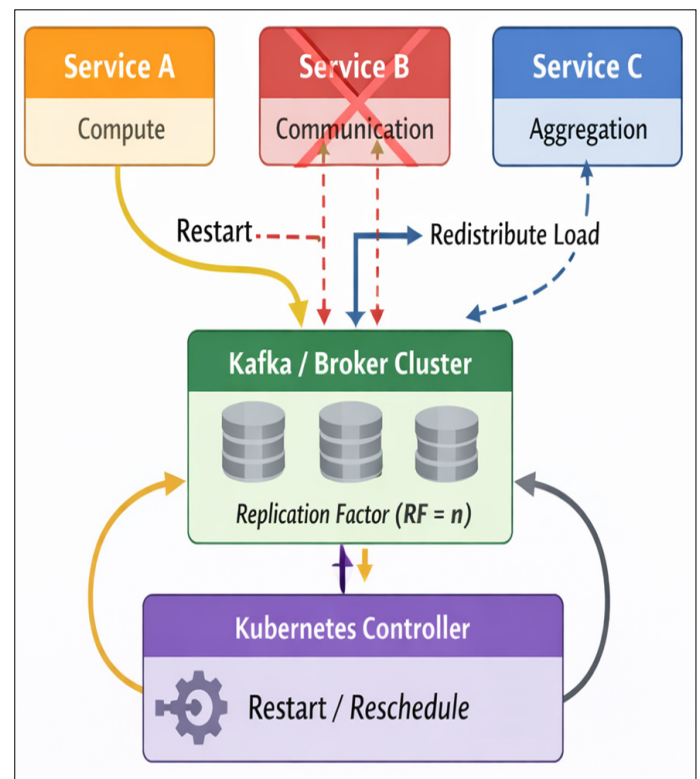 Service A
Service B
Service C
Compute
Communication
Aggregation
Restart
Redistribute Load
Kafka / Broker Cluster
Replication Factor (RF = n)
Kubernetes Controller
Restart / Reschedule